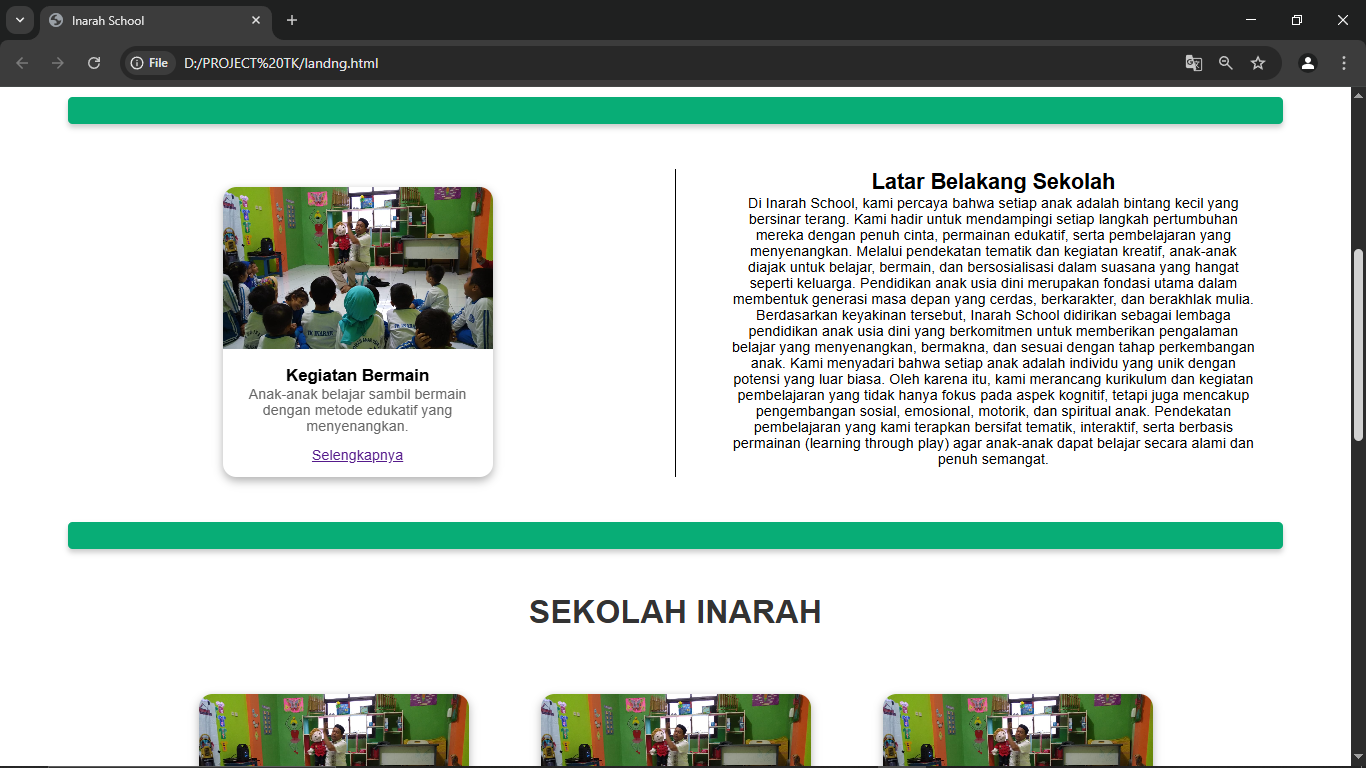 Inarah School
File
D:/PROJECT%20TK/landng.html
Kegiatan Bermain
Anak-anak belajar sambil bermain
dengan metode edukatif yang
menyenangkan.
Selengkapnya
Latar Belakang Sekolah
Di Inarah School, kami percaya bahwa setiap anak adalah bintang kecil yang
bersinar terang. Kami hadir untuk mendampingi setiap langkah pertumbuhan
mereka dengan penuh cinta, permainan edukatif, serta pembelajaran yang
menyenangkan. Melalui pendekatan tematik dan kegiatan kreatif, anak-anak
diajak untuk belajar, bermain, dan bersosialisasi dalam suasana yang hangat
seperti keluarga. Pendidikan anak usia dini merupakan fondasi utama dalam
membentuk generasi masa depan yang cerdas, berkarakter, dan berakhlak mulia.
Berdasarkan keyakinan tersebut, Inarah School didirikan sebagai lembaga
pendidikan anak usia dini yang berkomitmen untuk memberikan pengalaman
belajar yang menyenangkan, bermakna, dan sesuai dengan tahap perkembangan
anak. Kami menyadari bahwa setiap anak adalah individu yang unik dengan
potensi yang luar biasa. Oleh karena itu, kami merancang kurikulum dan kegiatan
pembelajaran yang tidak hanya fokus pada aspek kognitif, tetapi juga mencakup
pengembangan sosial, emosional, motorik, dan spiritual anak. Pendekatan
pembelajaran yang kami terapkan bersifat tematik, interaktif, serta berbasis
permainan (learning through play) agar anak-anak dapat belajar secara alami dan
penuh semangat.
SEKOLAH INARAH